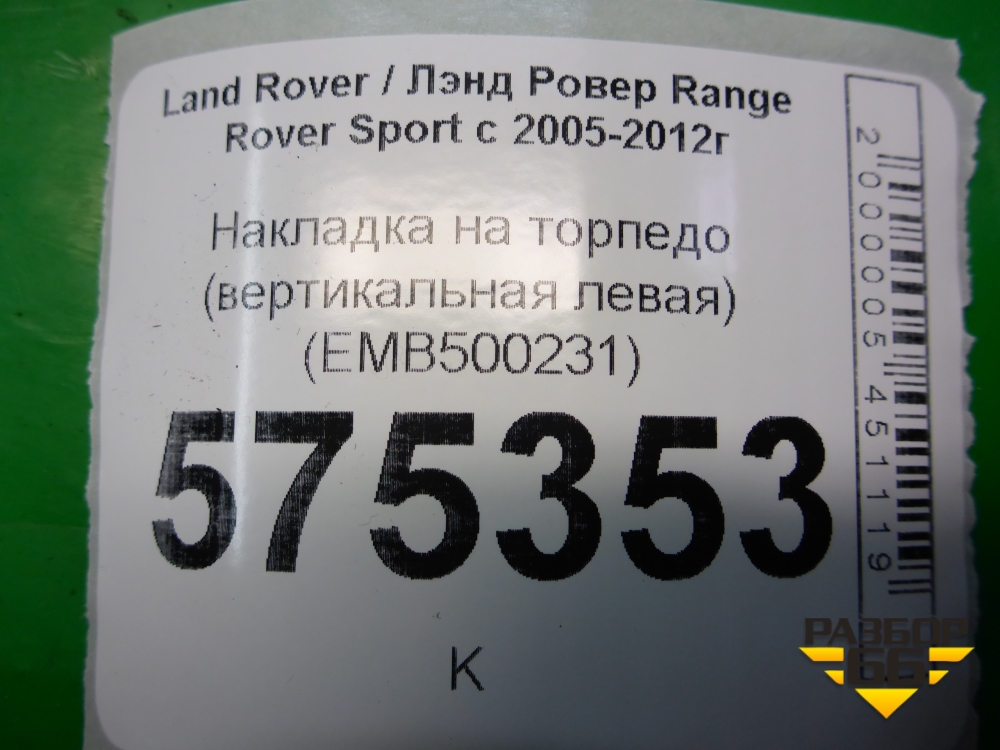 Land Rover / Лэнд Ровер Range
Rover Sport с 2005-2012г
Накладка на торпедо
(вертикальная левая)
(EMB500231)
575353
К
2000005451119
РАЗБОР
66